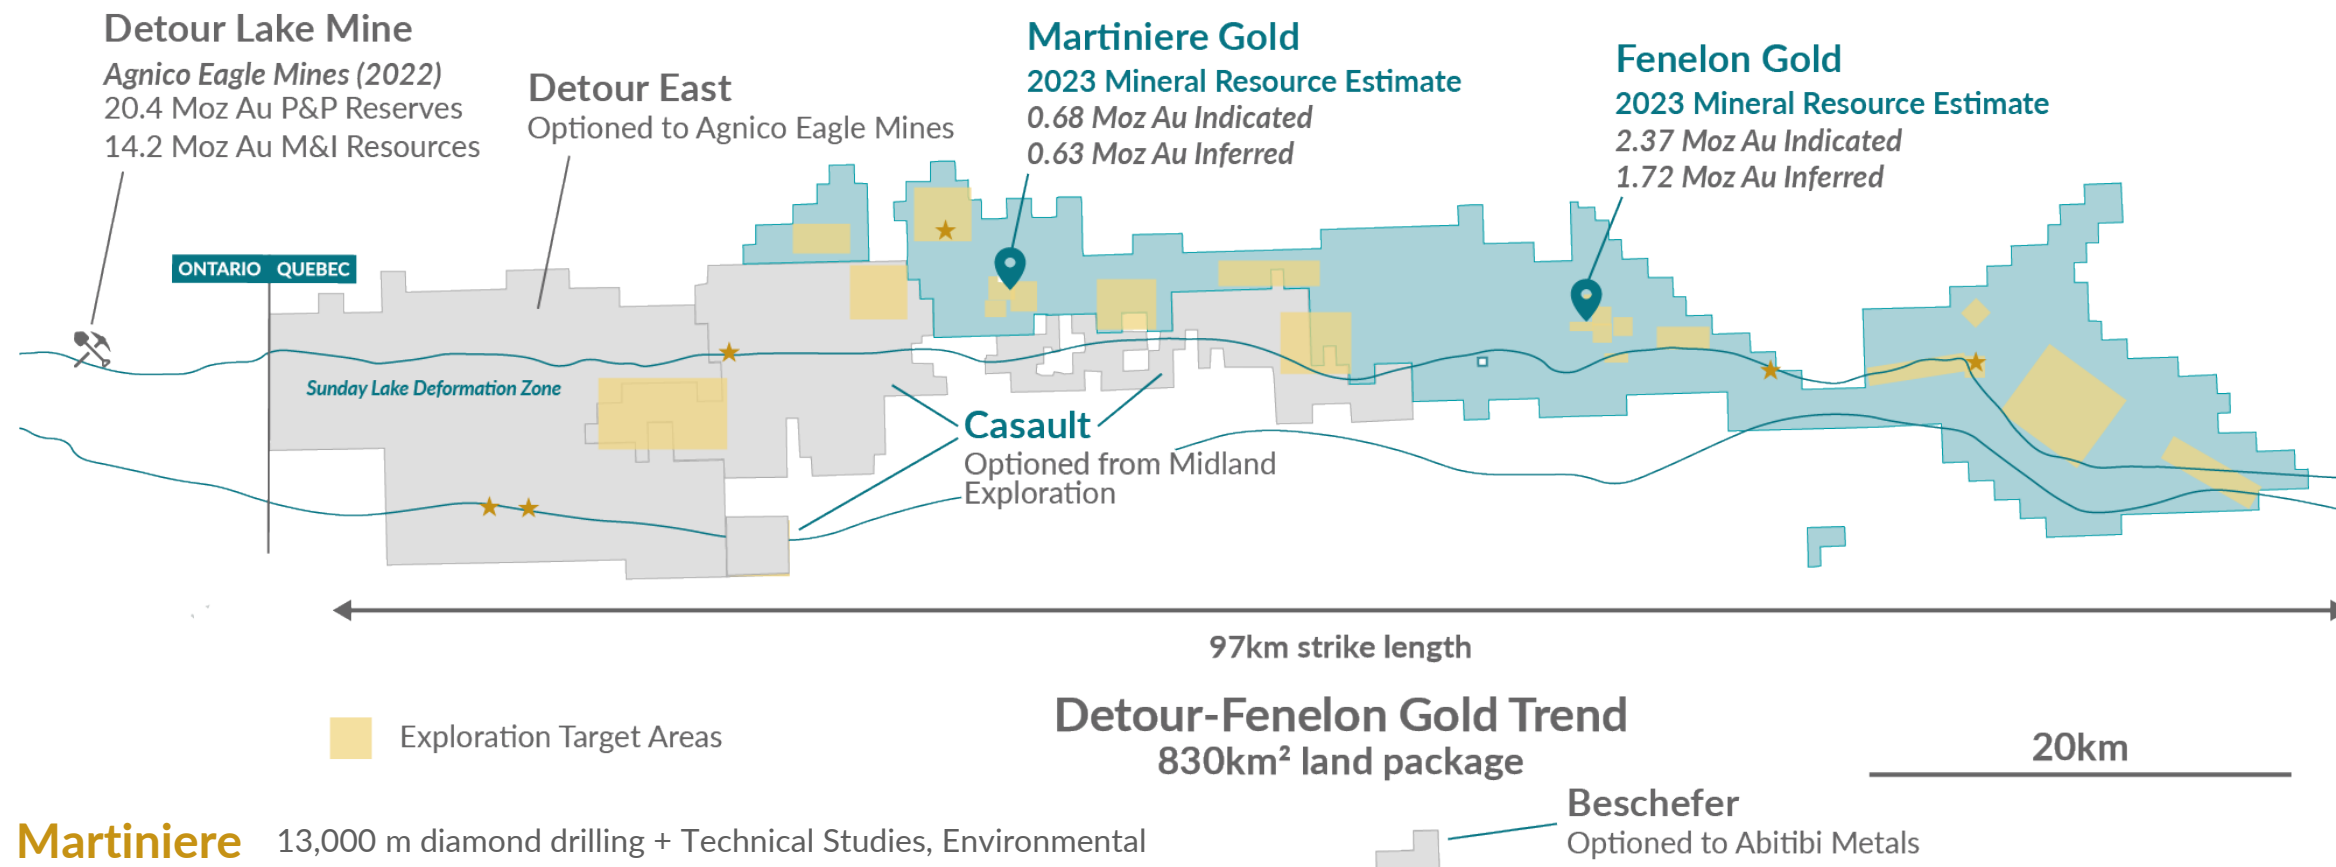 Detour Lake Mine
Agnico Eagle Mines (2022)
20.4 Moz Au P&P Reserves
14.2 Moz Au M&I Resources
Detour East
Optioned to Agnico Eagle Mines
Martiniere Gold
2023 Mineral Resource Estimate
0.68 Moz Au Indicated
0.63 Moz Au Inferred
Fenelon Gold
2023 Mineral Resource Estimate
2.37 Moz Au Indicated
1.72 Moz Au Inferred
ONTARIO QUEBEC
Sunday Lake Deformation Zone
Casault
Optioned from Midland
Exploration
97km strike length
Detour-Fenelon Gold Trend
830km² land package
Exploration Target Areas
20km
Beschefer
Optioned to Abitibi Metals
Martiniere 13,000 m diamond drilling + Technical Studies, Environmental